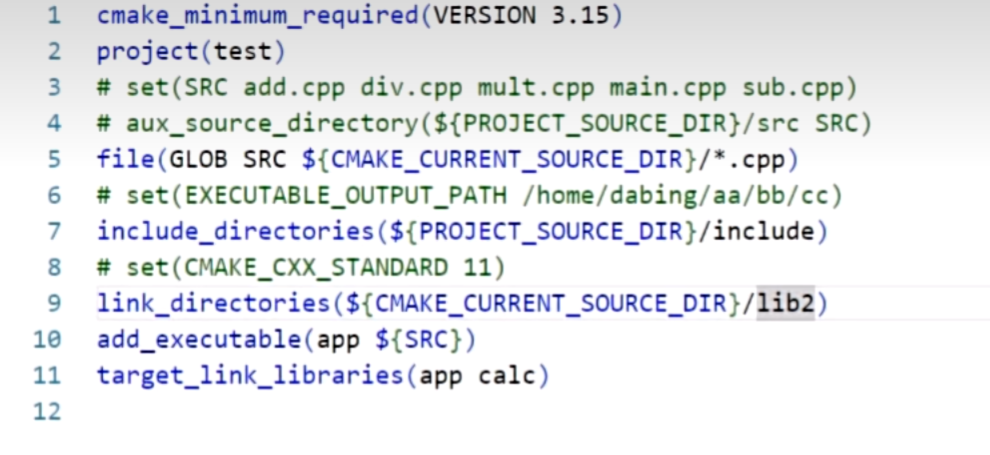 1 cmake_minimum_required(VERSION 3.15)
2 project(test)
3 # set(SRC add.cpp div.cpp mult.cpp main.cpp sub.cpp)
4 # aux_source_directory(${PROJECT_SOURCE_DIR}/src SRC)
5 file(GLOB SRC ${CMAKE_CURRENT_SOURCE_DIR}/*.cpp)
6 # set(EXECUTABLE_OUTPUT_PATH /home/dabing/aa/bb/cc)
7 include_directories(${PROJECT_SOURCE_DIR}/include)
8 # set(CMAKE_CXX_STANDARD 11)
9 link_directories(${CMAKE_CURRENT_SOURCE_DIR}/lib2)
10 add_executable(app ${SRC})
11 target_link_libraries(app calc)
12